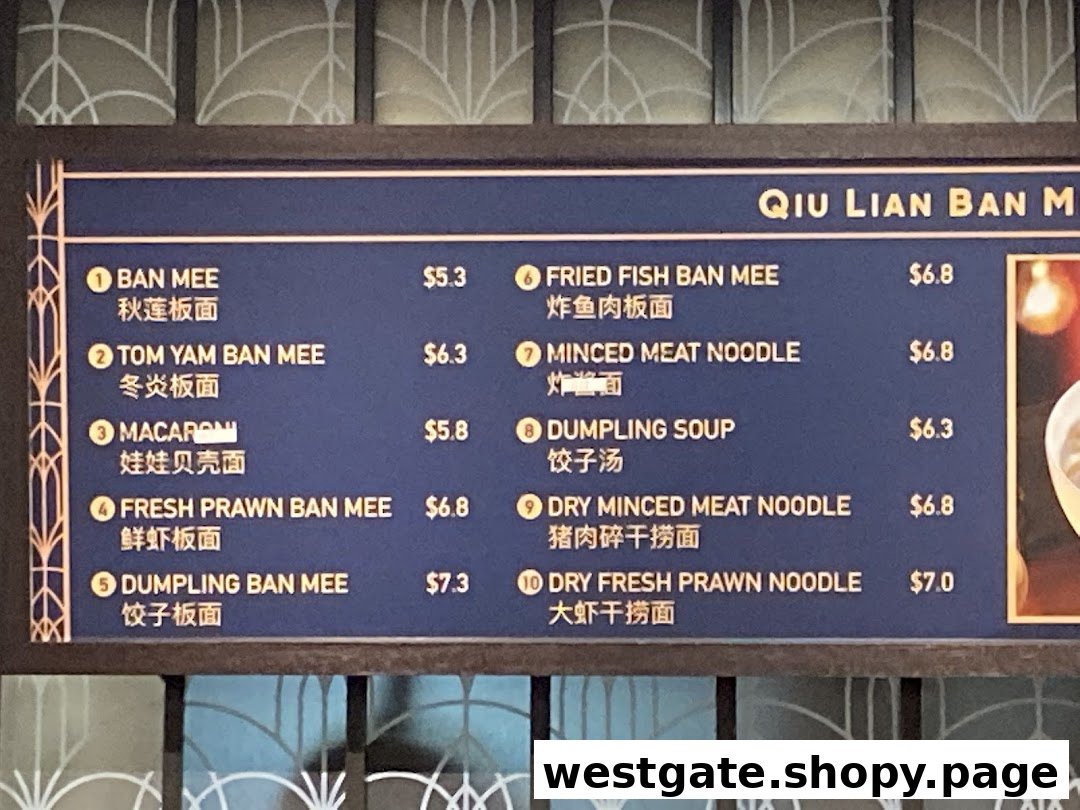 QIU LIAN BAN M
1 BAN MEE $5.3
秋莲板面
2 TOM YAM BAN MEE $6.3
冬炎板面
3 $5.8
娃娃贝壳面
4 FRESH PRAWN BAN MEE $6.8
鲜虾板面
5 DUMPLING BAN MEE $7.3
饺子板面
6 FRIED FISH BAN MEE $6.8
炸鱼肉板面
7 MINCED MEAT NOODLE $6.8
8 DUMPLING SOUP $6.3
饺子汤
9 DRY MINCED MEAT NOODLE $6.8
猪肉碎干捞面
10 DRY FRESH PRAWN NOODLE $7.0
大虾干捞面
westgate.shopy.page